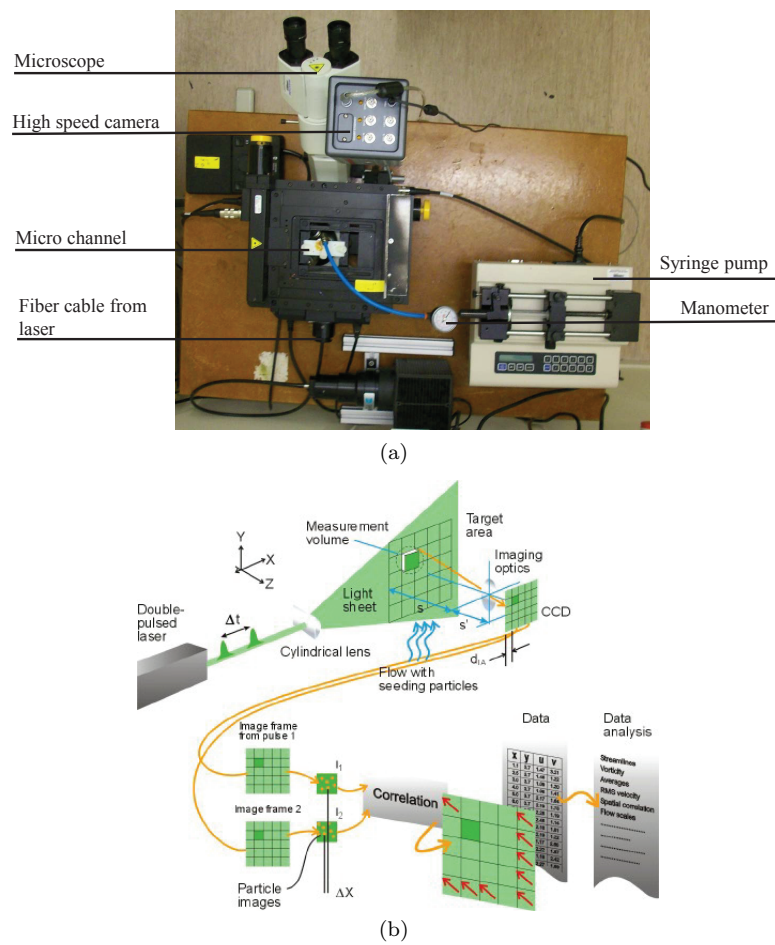 Microscope
High speed camera
Micro channel
Fiber cable from
laser
Syringe pump
Manometer
(a)
Y
X
Z
Measurement
volume
Target
area
Imaging
optics
Light
sheet
s
s'
CCD
Double-
pulsed
laser
Δt
Cylindrical lens
Flow with
seeding particles
d_IA
Data
Data
analysis
Image frame
from pulse 1
I₁
x y u v
Streamlines
Vorticity
Averages
RMS velocity
Spatial correlation
Flow scales
Correlation
Image frame 2
I₂
Particle
images
ΔX
(b)